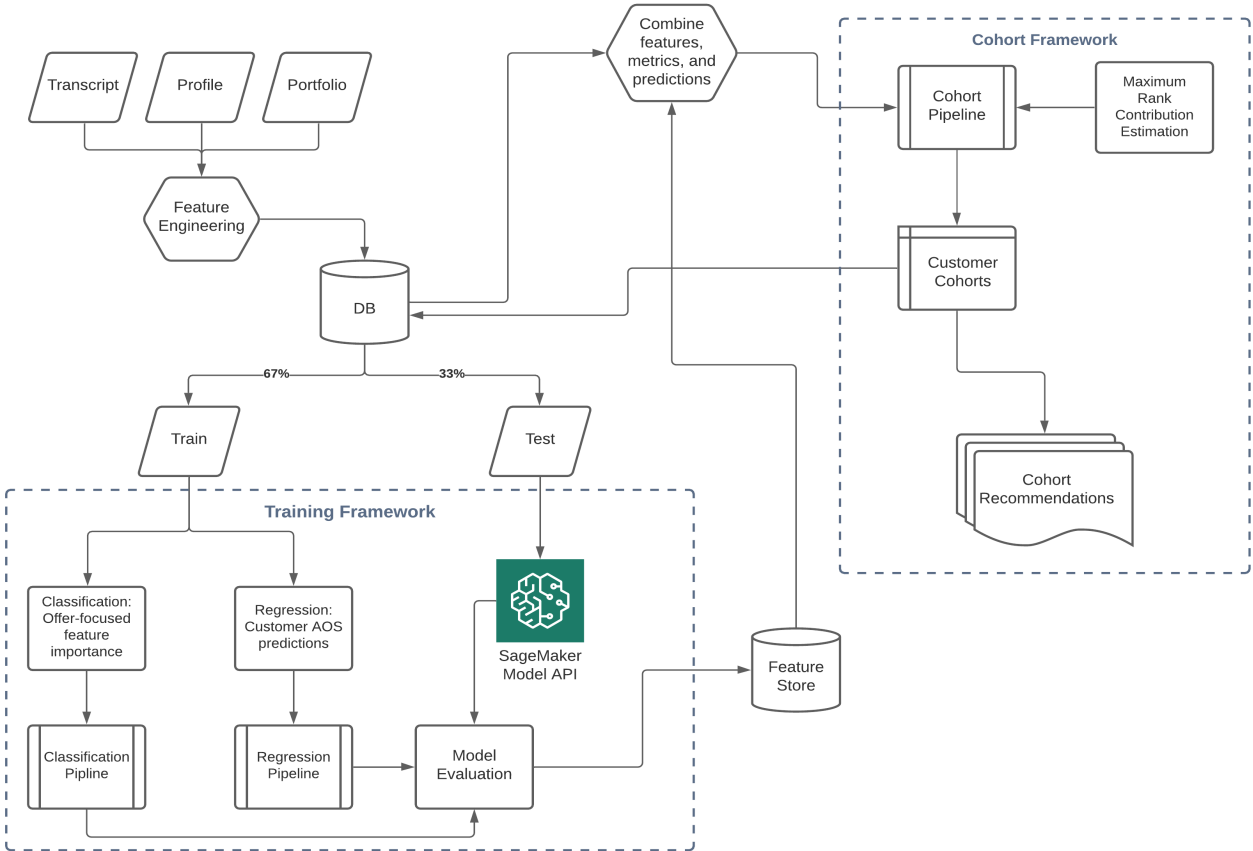 Combine
features,
metrics, and
predictions
Cohort Framework
Transcript
Profile
Portfolio
Cohort
Pipeline
Maximum
Rank
Contribution
Estimation
Feature
Engineering
Customer
Cohorts
DB
67%
33%
Train
Test
Cohort
Recommendations
Training Framework
Classification:
Offer-focused
feature
importance
Regression:
Customer AOS
predictions
SageMaker
Model API
Feature
Store
Classification
Pipline
Regression
Pipeline
Model
Evaluation